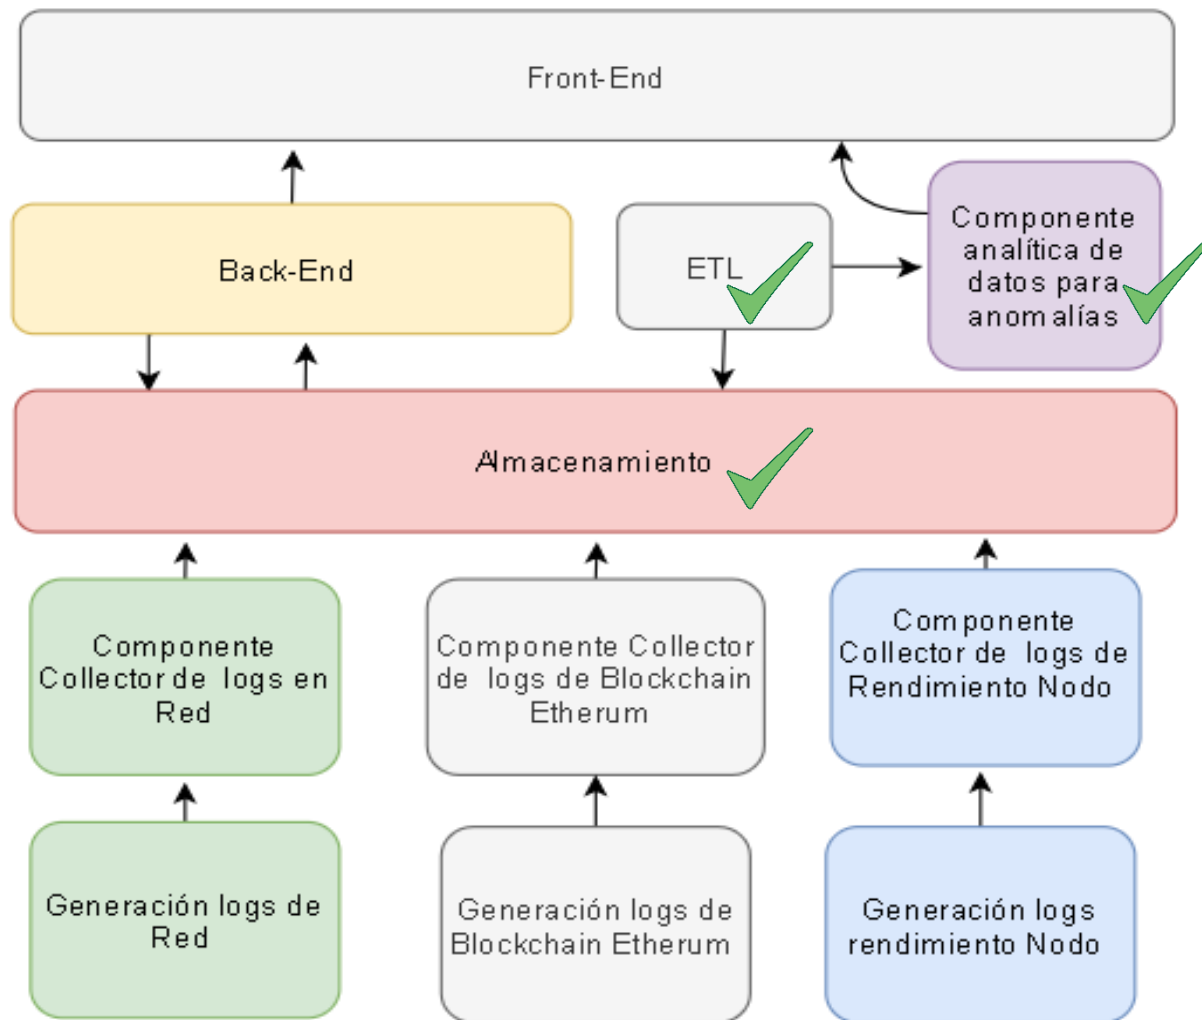 Front-End
Back-End
ETL
Componente
analítica de
datos para
anomalías
Almacenamiento
Componente
Collector de logs en
Red
Componente Collector
de logs de Blockchain
Etherum
Componente
Collector de logs de
Rendimiento Nodo
Generación logs de
Red
Generación logs de
Blockchain Etherum
Generación logs
rendimiento Nodo